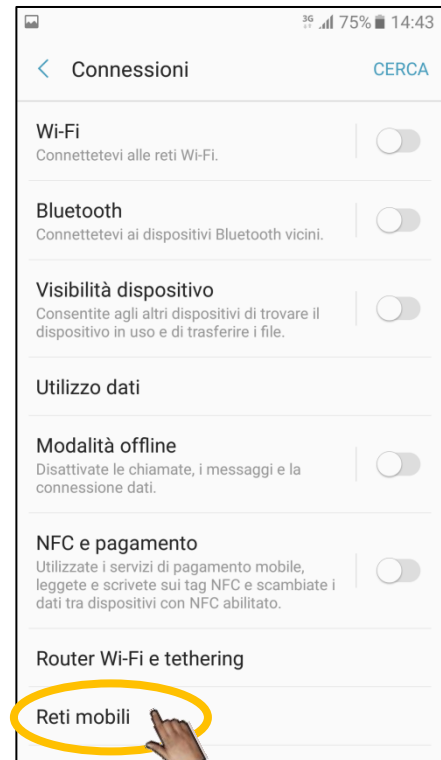 3G 75% 14:43
< Connessioni CERCA
Wi-Fi
Connettetevi alle reti Wi-Fi.
Bluetooth
Connettetevi ai dispositivi Bluetooth vicini.
Visibilità dispositivo
Consentite agli altri dispositivi di trovare il
dispositivo in uso e di trasferire i file.
Utilizzo dati
Modalità offline
Disattivate le chiamate, i messaggi e la
connessione dati.
NFC e pagamento
Utilizzate i servizi di pagamento mobile,
leggete e scrivete sui tag NFC e scambiate i
dati tra dispositivi con NFC abilitato.
Router Wi-Fi e tethering
Reti mobili